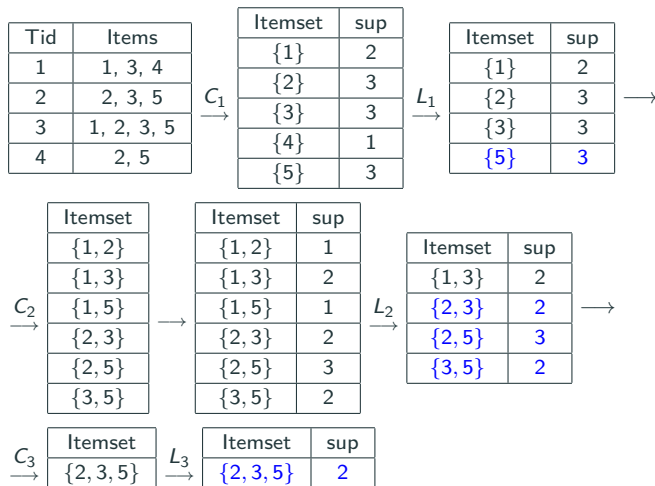 Tid Items
1 1, 3, 4
2 2, 3, 5
3 1, 2, 3, 5
4 2, 5
C1
Itemset sup
{1} 2
{2} 3
{3} 3
{4} 1
{5} 3
L1
Itemset sup
{1} 2
{2} 3
{3} 3
{5} 3
C2
Itemset
{1, 2}
{1, 3}
{1, 5}
{2, 3}
{2, 5}
{3, 5}
Itemset sup
{1, 2} 1
{1, 3} 2
{1, 5} 1
{2, 3} 2
{2, 5} 3
{3, 5} 2
L2
Itemset sup
{1, 3} 2
{2, 3} 2
{2, 5} 3
{3, 5} 2
C3
Itemset
{2, 3, 5}
L3
Itemset sup
{2, 3, 5} 2